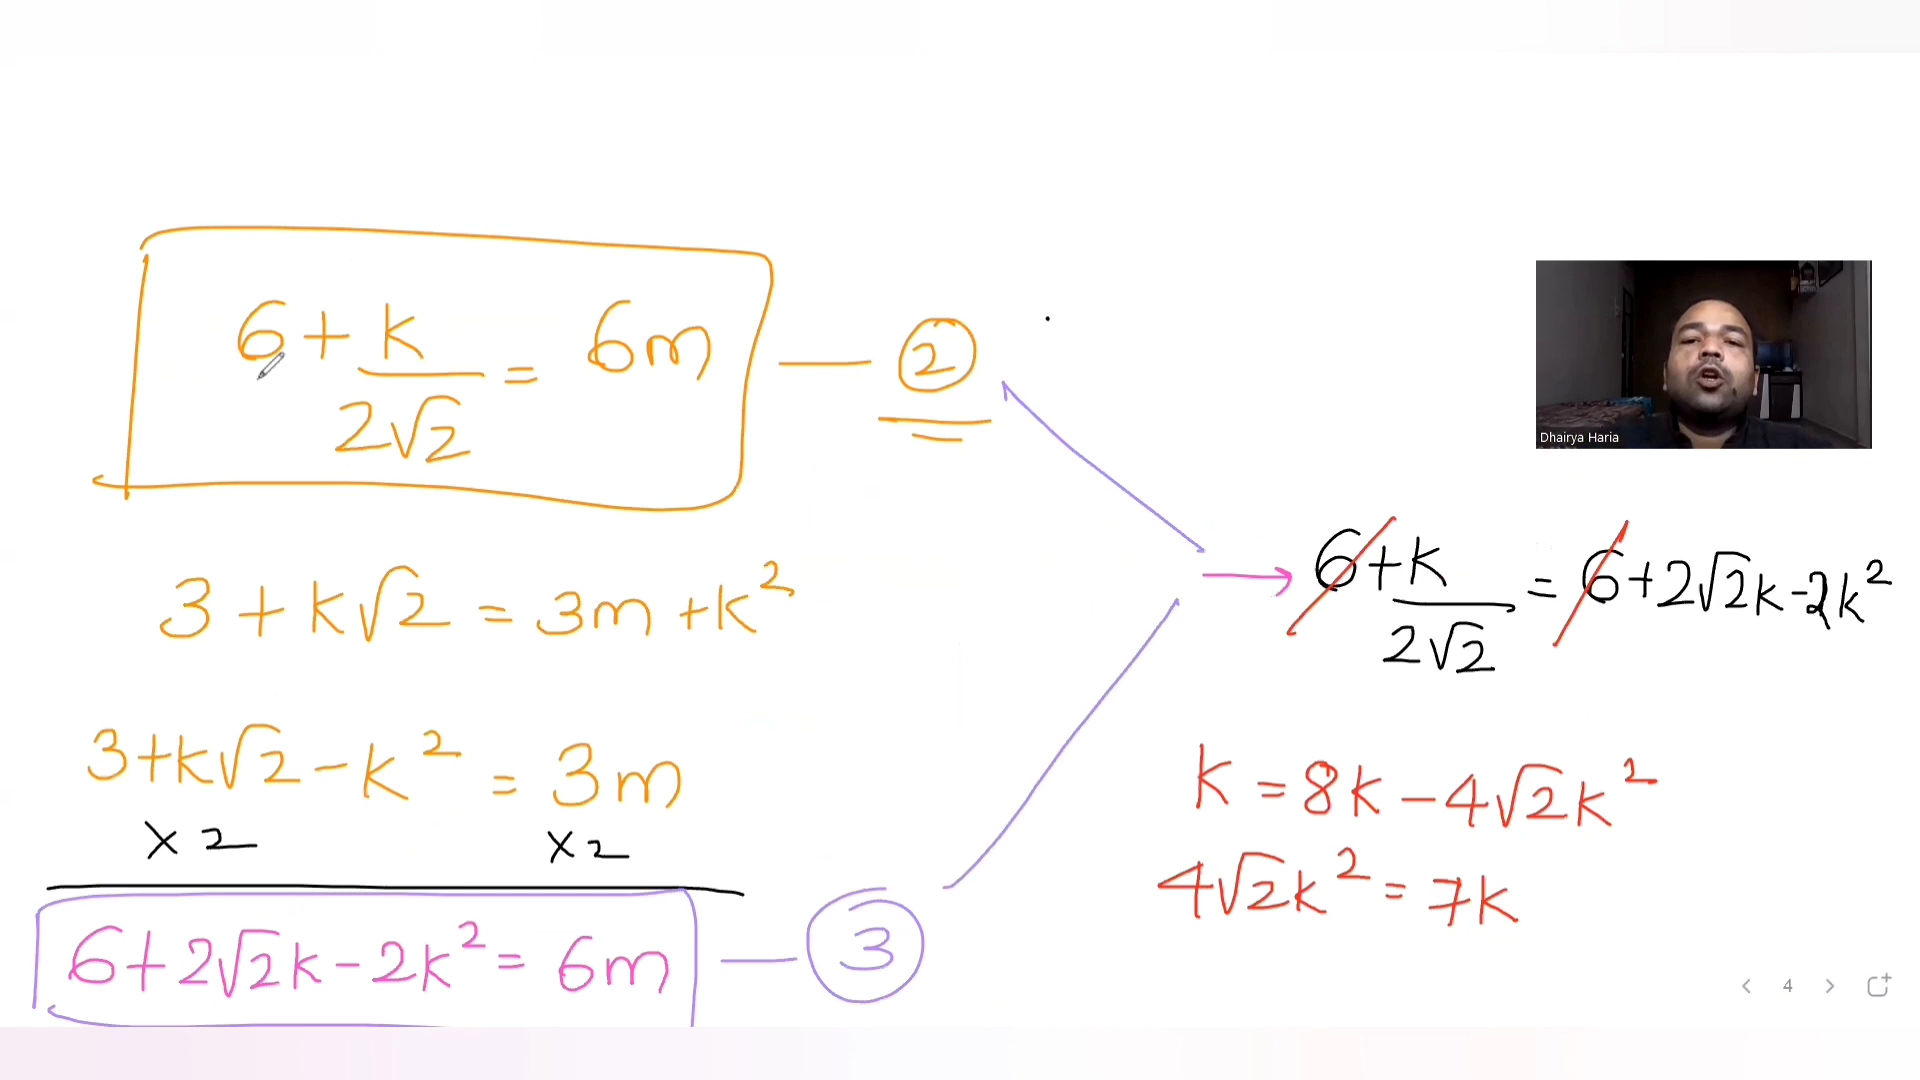 6 + k/2√2 = 6m — ②
3 + k√2 = 3m + k²
3+k√2 - k² = 3m
×2 ×2
6+2√2k - 2k² = 6m — ③
Dhairya Haria
6 + k/2√2 = 6+2√2k - 2k²
k = 8k - 4√2k²
4√2k² = 7k
4